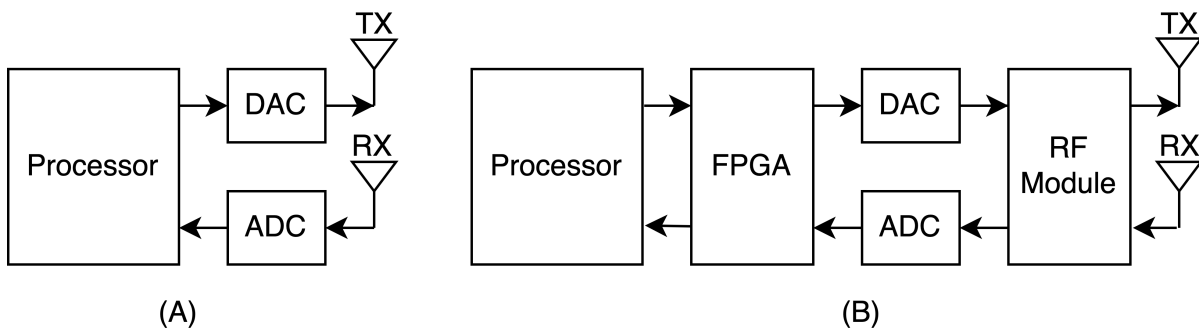 TX
DAC
Processor
RX
ADC
(A)
TX
DAC
Processor
FPGA
RF
Module
RX
ADC
(B)